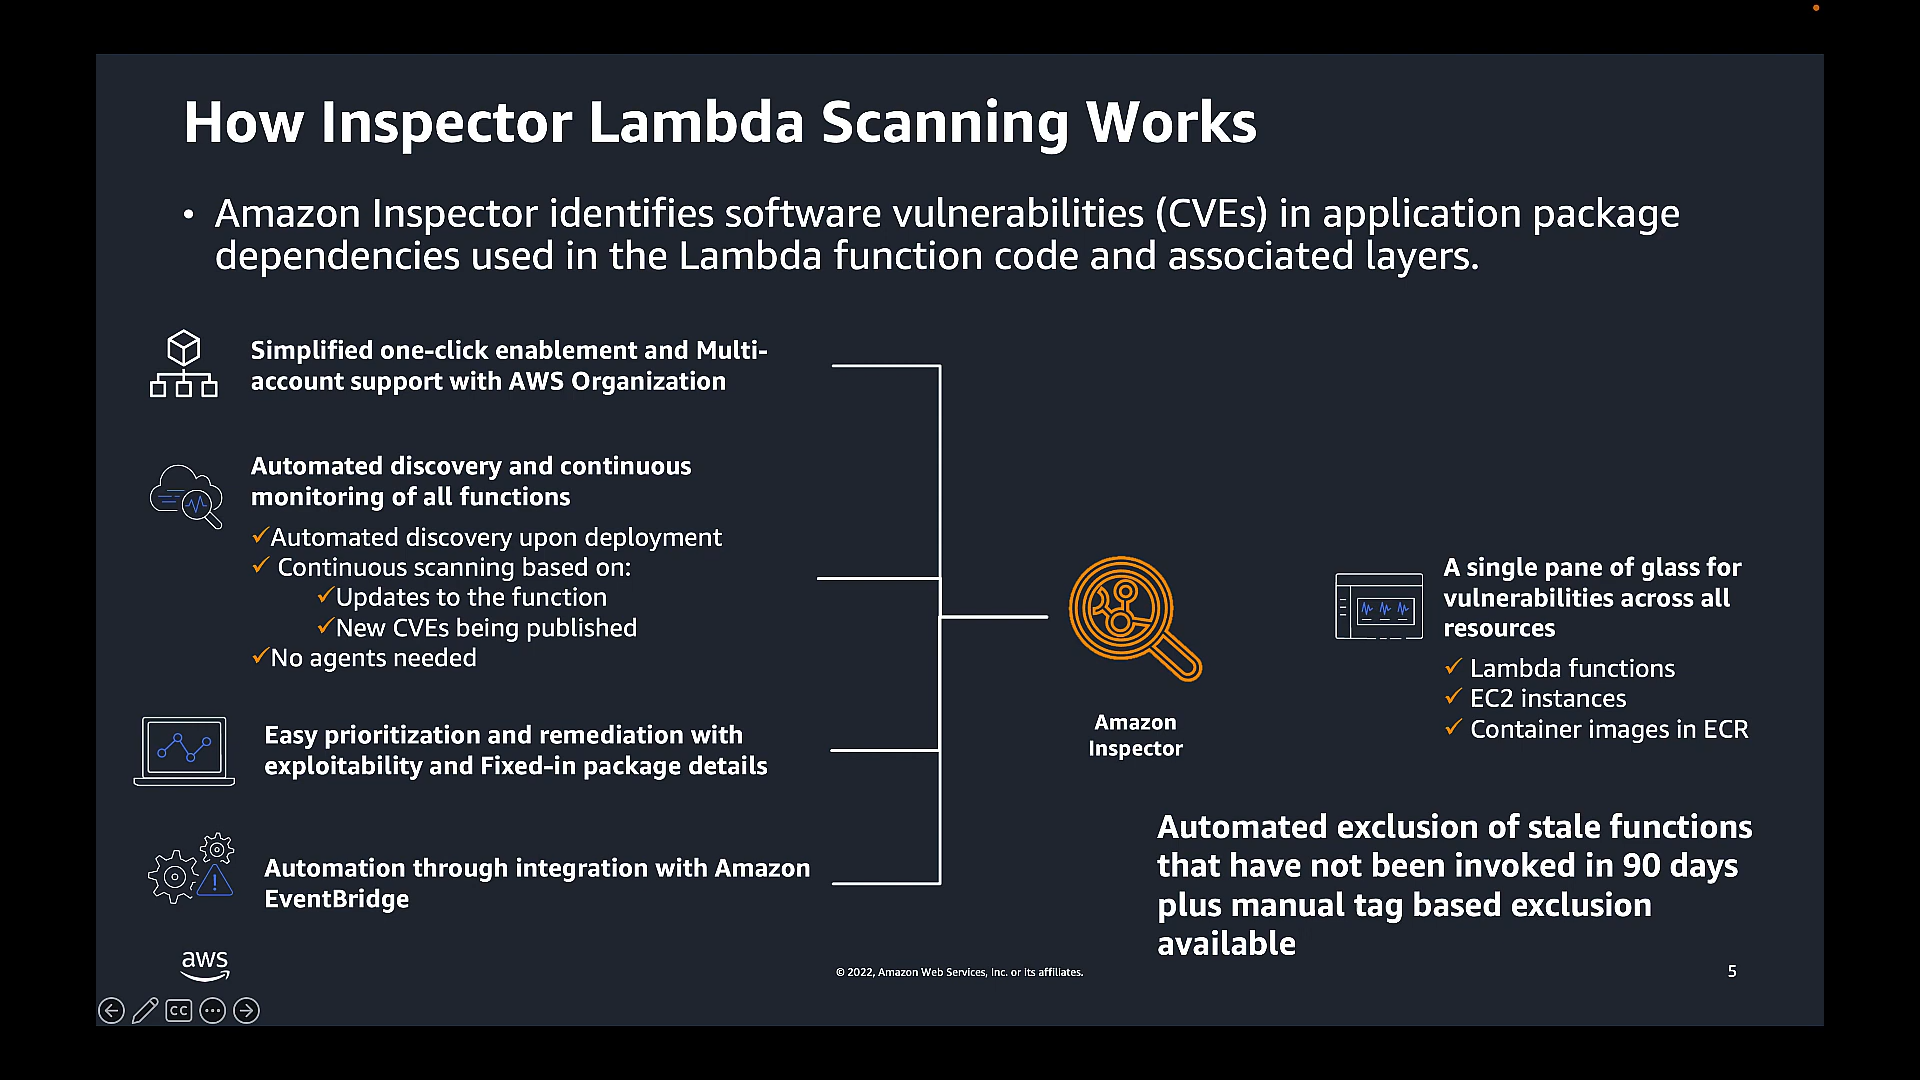 How Inspector Lambda Scanning Works
• Amazon Inspector identifies software vulnerabilities (CVEs) in application package
dependencies used in the Lambda function code and associated layers.
Simplified one-click enablement and Multi-
account support with AWS Organization
Automated discovery and continuous
monitoring of all functions
✓Automated discovery upon deployment
✓ Continuous scanning based on:
✓Updates to the function
✓New CVEs being published
✓No agents needed
Easy prioritization and remediation with
exploitability and Fixed-in package details
Automation through integration with Amazon
EventBridge
Amazon
Inspector
A single pane of glass for
vulnerabilities across all
resources
✓ Lambda functions
✓ EC2 instances
✓ Container images in ECR
Automated exclusion of stale functions
that have not been invoked in 90 days
plus manual tag based exclusion
available
aws
© 2022, Amazon Web Services, Inc. or its affiliates.
5
CC